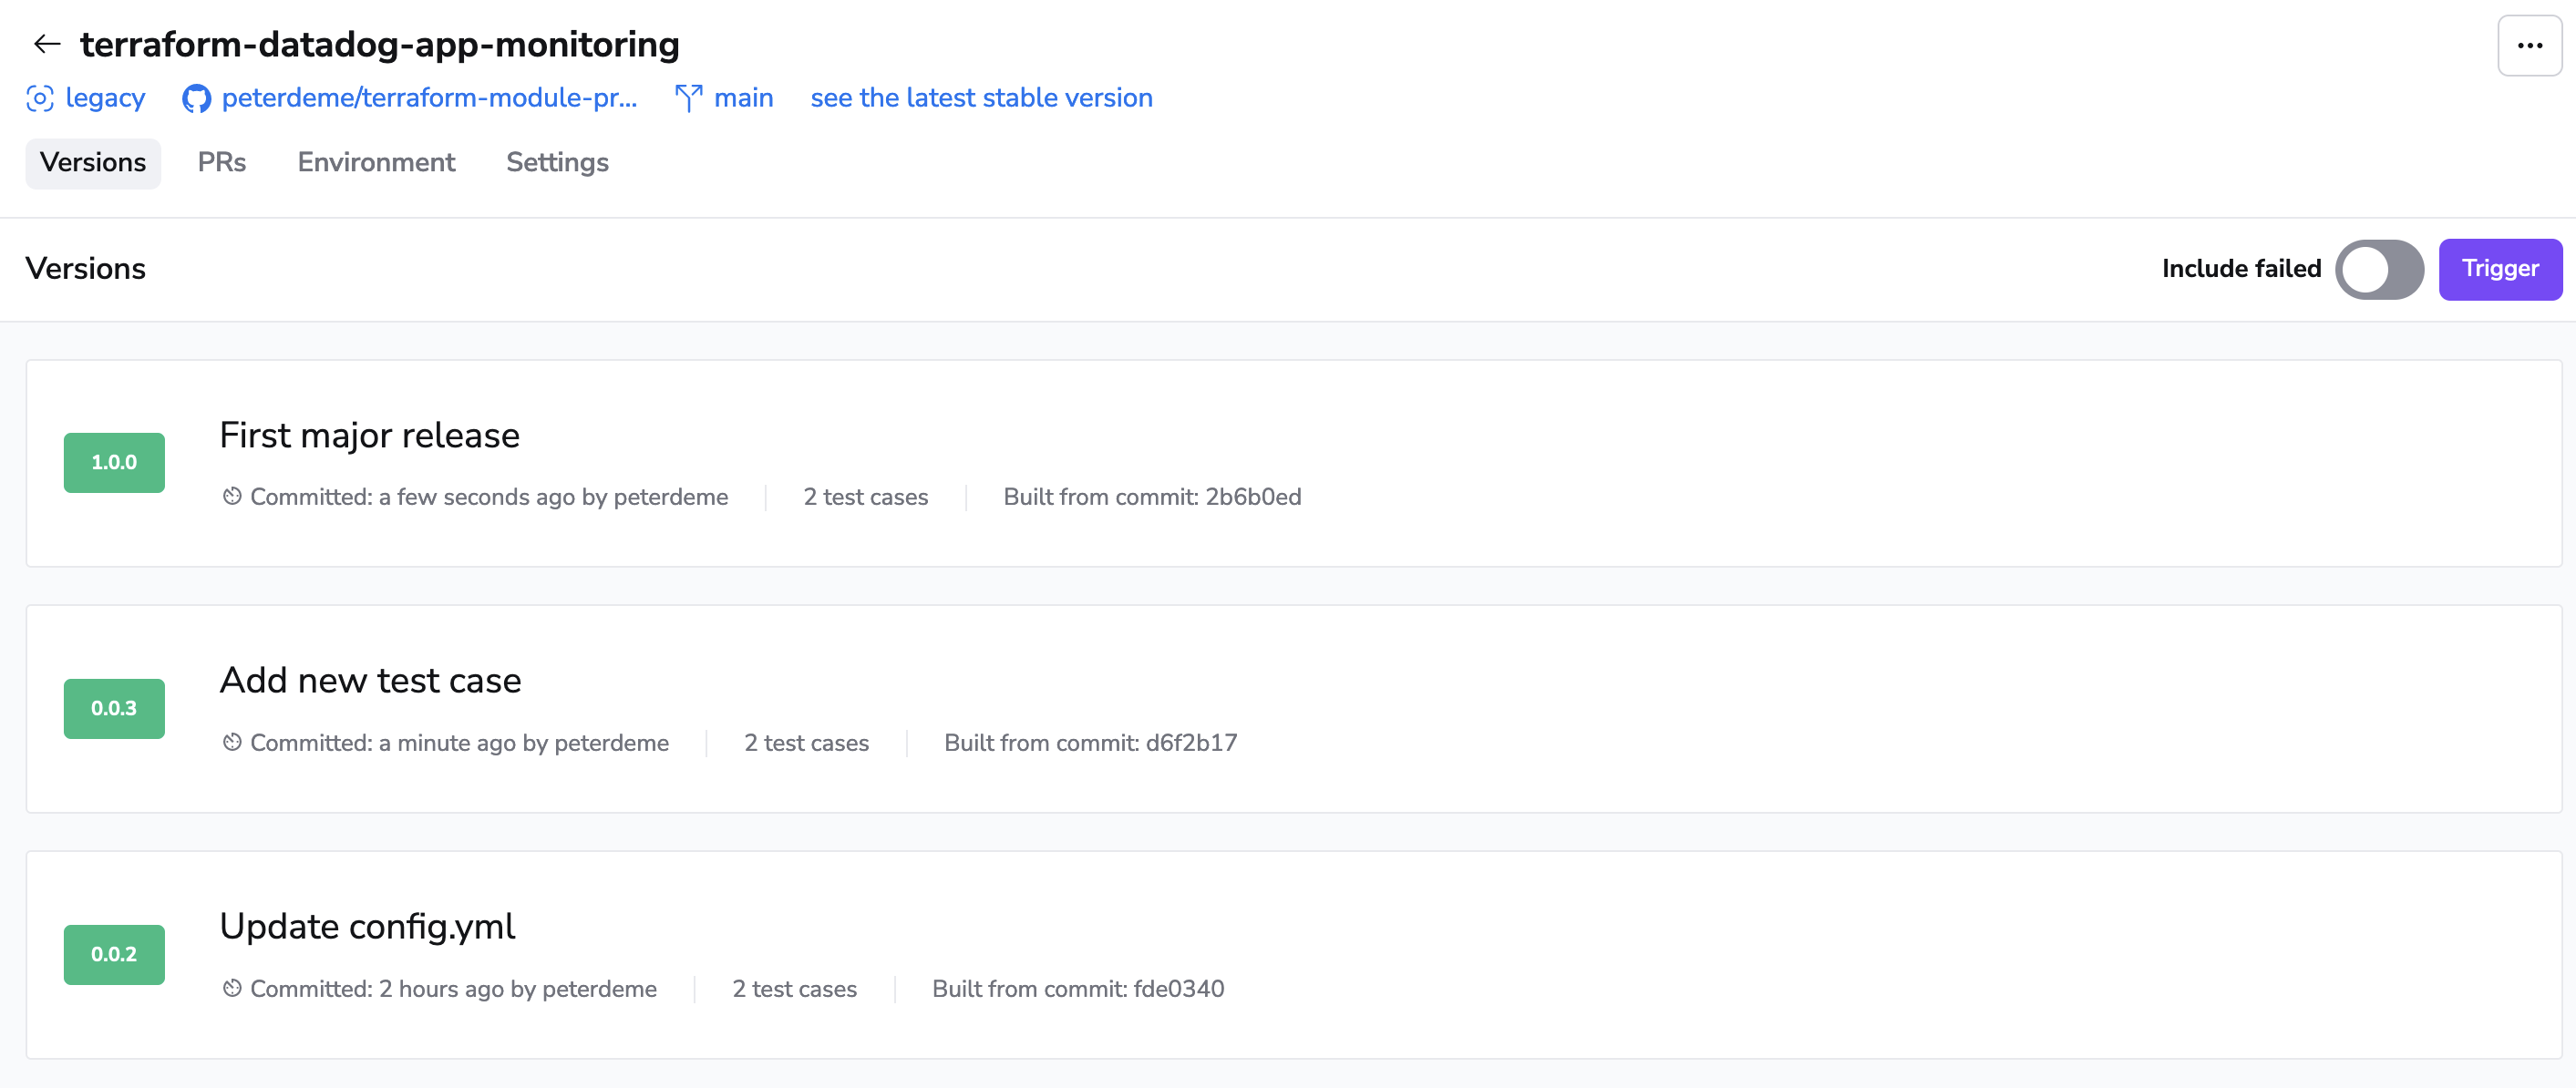 terraform-datadog-app-monitoring
legacy peterdeme/terraform-module-pr... main see the latest stable version
Versions PRs Environment Settings
Versions Include failed Trigger
First major release
1.0.0
Committed: a few seconds ago by peterdeme 2 test cases Built from commit: 2b6b0ed
Add new test case
0.0.3
Committed: a minute ago by peterdeme 2 test cases Built from commit: d6f2b17
Update config.yml
0.0.2
Committed: 2 hours ago by peterdeme 2 test cases Built from commit: fde0340